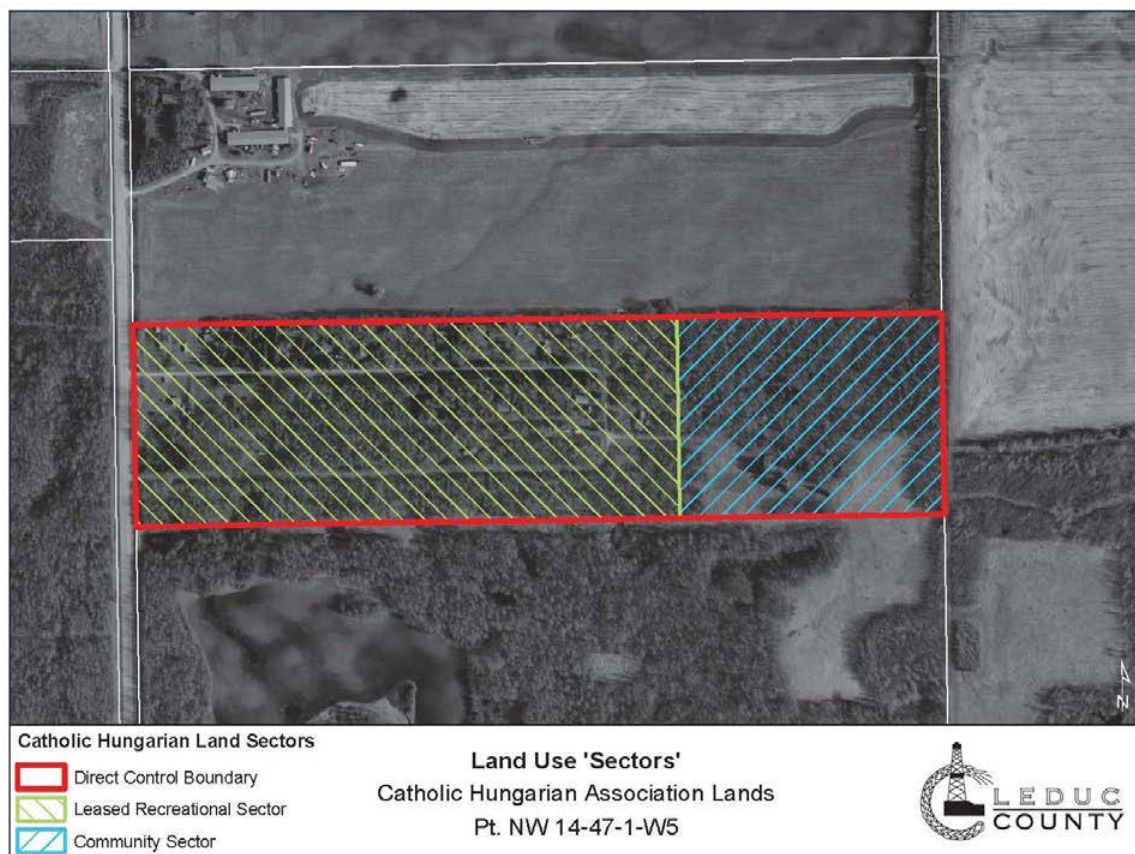 N
Catholic Hungarian Land Sectors
Direct Control Boundary
Leased Recreational Sector
Community Sector
Land Use 'Sectors'
Catholic Hungarian Association Lands
Pt. NW 14-47-1-W5
LEDUC
COUNTY